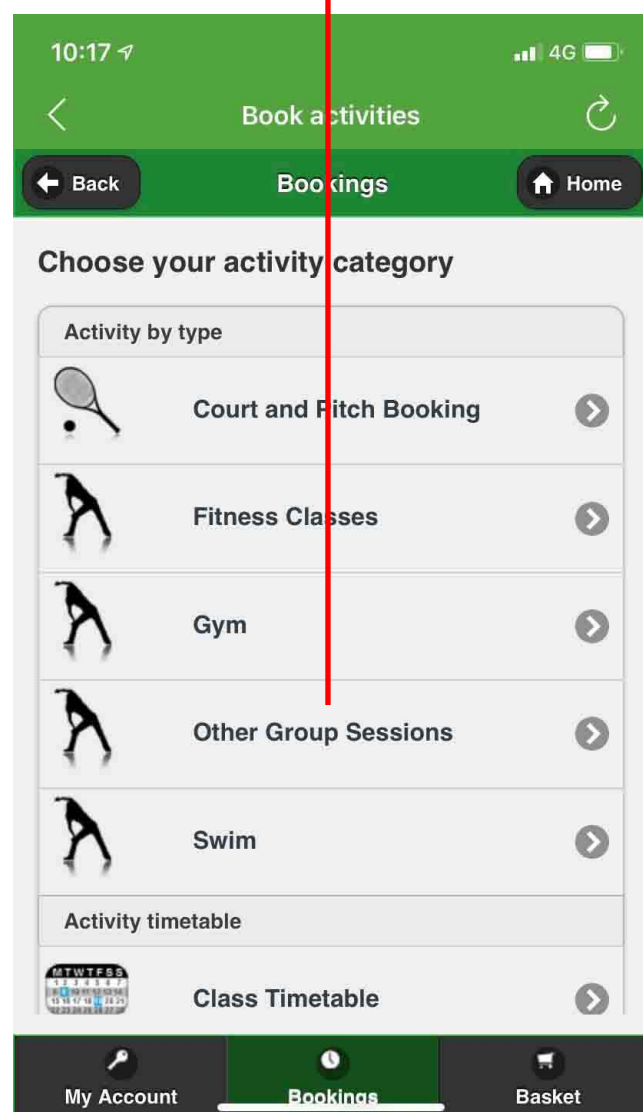 10:17 4G
Book activities
Back Bookings Home
Choose your activity category
Activity by type
Court and Pitch Booking
Fitness Classes
Gym
Other Group Sessions
Swim
Activity timetable
M T W T F S S
Class Timetable
My Account Bookings Basket